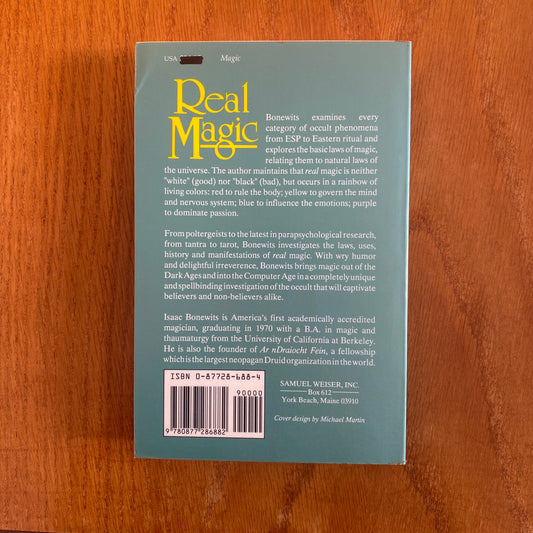 USA
Magic
Real
Magic
Bonewits examines every
category of occult phenomena
from ESP to Eastern ritual and
explores the basic laws of magic,
relating them to natural laws of
the universe. The author maintains that real magic is neither
"white" (good) nor "black" (bad), but occurs in a rainbow of
living colors: red to rule the body; yellow to govern the mind
and nervous system; blue to influence the emotions; purple
to dominate passion.
From poltergeists to the latest in parapsychological research,
from tantra to tarot, Bonewits investigates the laws, uses,
history and manifestations of real magic. With wry humor
and delightful irreverence, Bonewits brings magic out of the
Dark Ages and into the Computer Age in a completely unique
and spellbinding investigation of the occult that will captivate
believers and non-believers alike.
Isaac Bonewits is America's first academically accredited
magician, graduating in 1970 with a B.A. in magic and
thaumaturgy from the University of California at Berkeley.
He is also the founder of Ar nDraiocht Fein, a fellowship
which is the largest neopagan Druid organization in the world.
ISBN 0-87728-688-4
90000
9 780877 286882
SAMUEL WEISER, INC.
Box 612
York Beach, Maine 03910
Cover design by Michael Martin